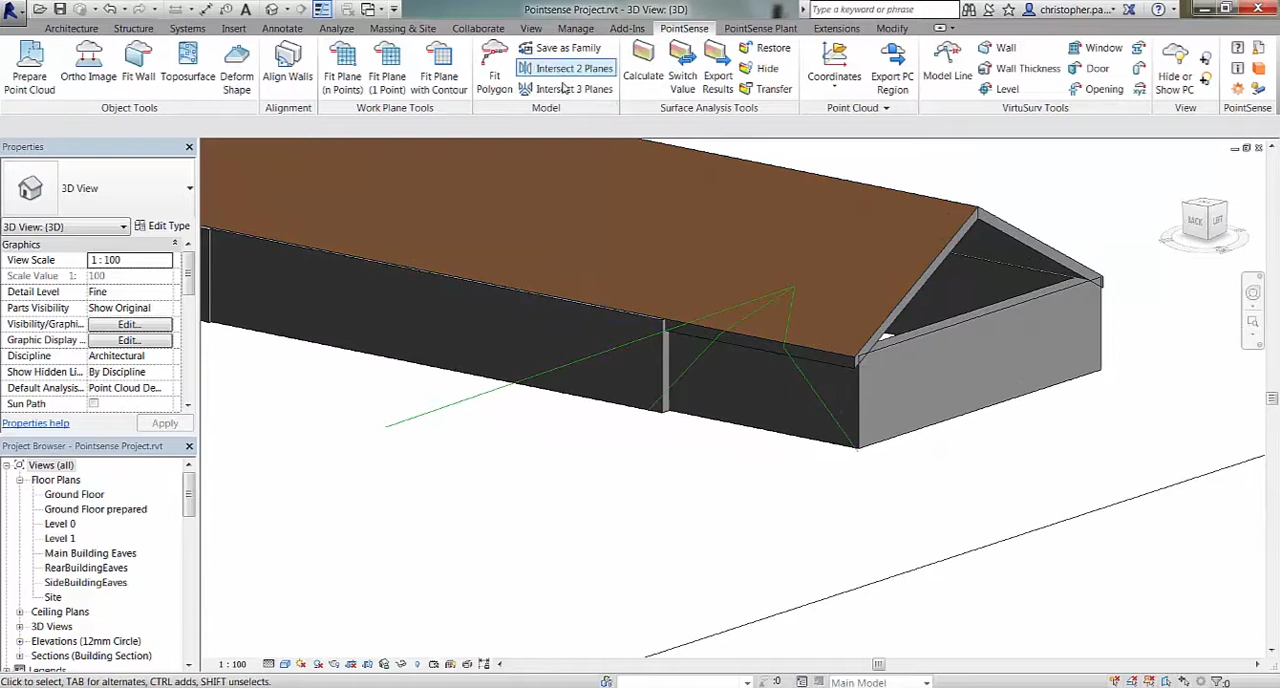 Pointsense Project.rvt - 3D View: {3D}
Type a keyword or phrase
christopher.pa...
Architecture Structure Systems Insert Annotate Analyze Massing & Site Collaborate View Manage Add-Ins PointSense PointSense Plant Extensions Modify
Prepare Point Cloud
Ortho Image
Fit Wall
Toposurface
Deform Shape
Object Tools
Align Walls
Alignment
Fit Plane (n Points)
Fit Plane (1 Point)
Fit Plane with Contour
Work Plane Tools
Fit Polygon
Save as Family
Intersect 2 Planes
Intersect 3 Planes
Model
Calculate
Switch Value
Export Results
Restore
Hide
Transfer
Surface Analysis Tools
Coordinates
Export PC Region
Point Cloud
Model Line
Wall
Wall Thickness
Level
Window
Door
Opening
VirtuSurv Tools
Hide or Show PC
View
PointSense
Properties
3D View
3D View: {3D}
Edit Type
Graphics
View Scale 1 : 100
Scale Value 1: 100
Detail Level Fine
Parts Visibility Show Original
Visibility/Graphi... Edit...
Graphic Display ... Edit...
Discipline Architectural
Show Hidden Li... By Discipline
Default Analysis... Point Cloud De...
Sun Path
Properties help
Apply
Project Browser - Pointsense Project.rvt
Views (all)
Floor Plans
Ground Floor
Ground Floor prepared
Level 0
Level 1
Main Building Eaves
RearBuildingEaves
SideBuildingEaves
Site
Ceiling Plans
3D Views
Elevations (12mm Circle)
Sections (Building Section)
Legends
BACK LEFT
1 : 100
Click to select, TAB for alternates, CTRL adds, SHIFT unselects.
:0
Main Model
:0